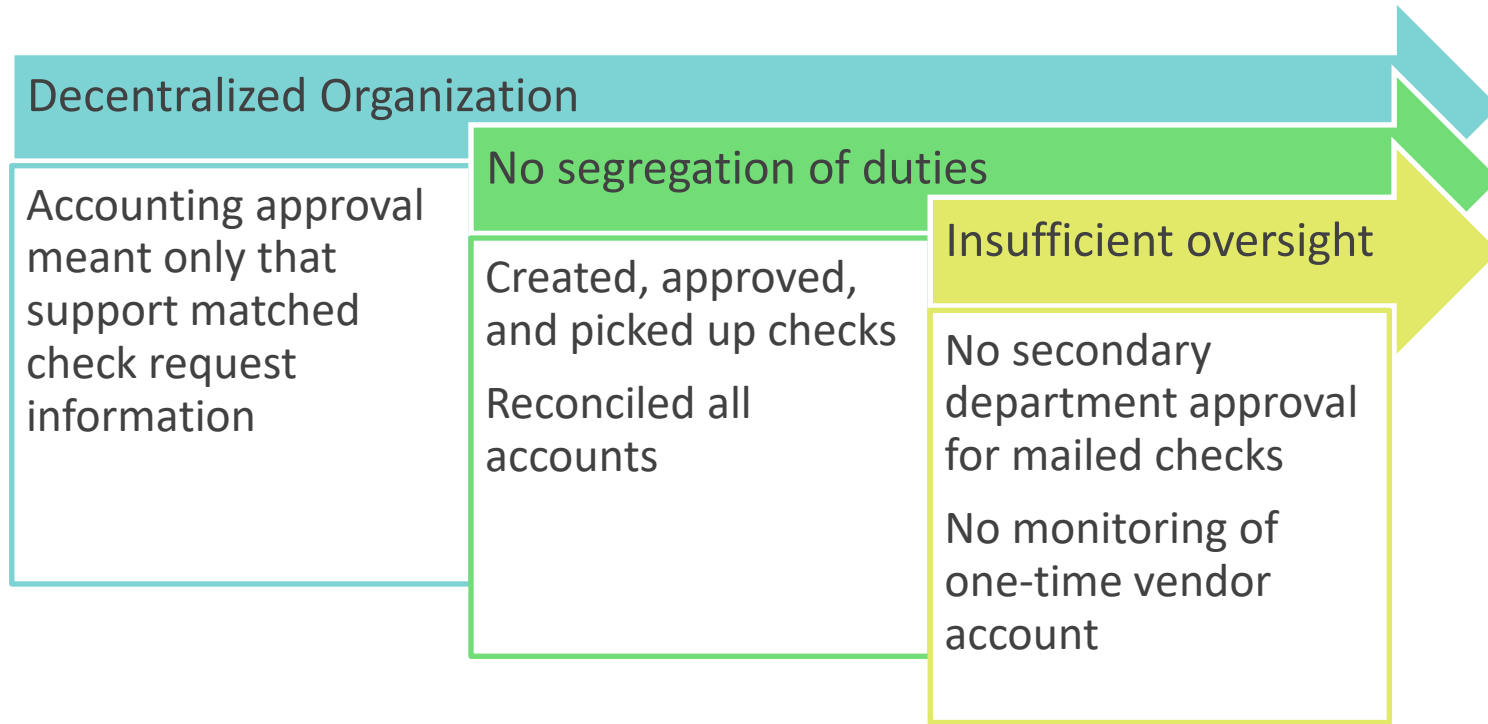 Decentralized Organization
Accounting approval
meant only that
support matched
check request
information
No segregation of duties
Created, approved,
and picked up checks
Reconciled all
accounts
Insufficient oversight
No secondary
department approval
for mailed checks
No monitoring of
one-time vendor
account